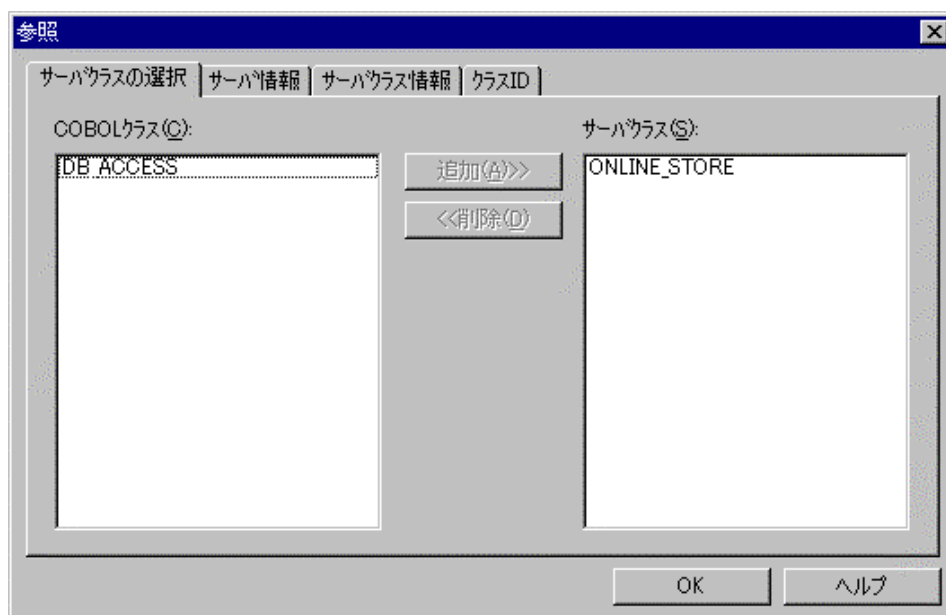 参照
サーバクラスの選択 サーバ情報 サーバクラス情報 クラスID
COBOLクラス(C):
サーバクラス(S):
DB_ACCESS
追加(A)>>
ONLINE_STORE
<<削除(D)
OK
ヘルプ